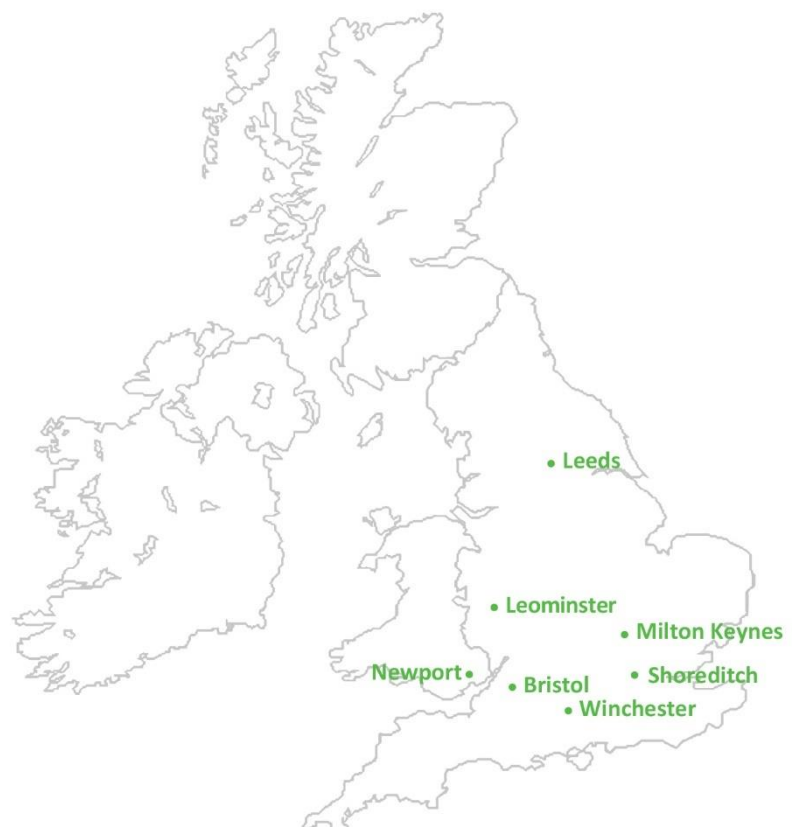 Leeds
Leominster
Milton Keynes
Newport
Shoreditch
Bristol
Winchester